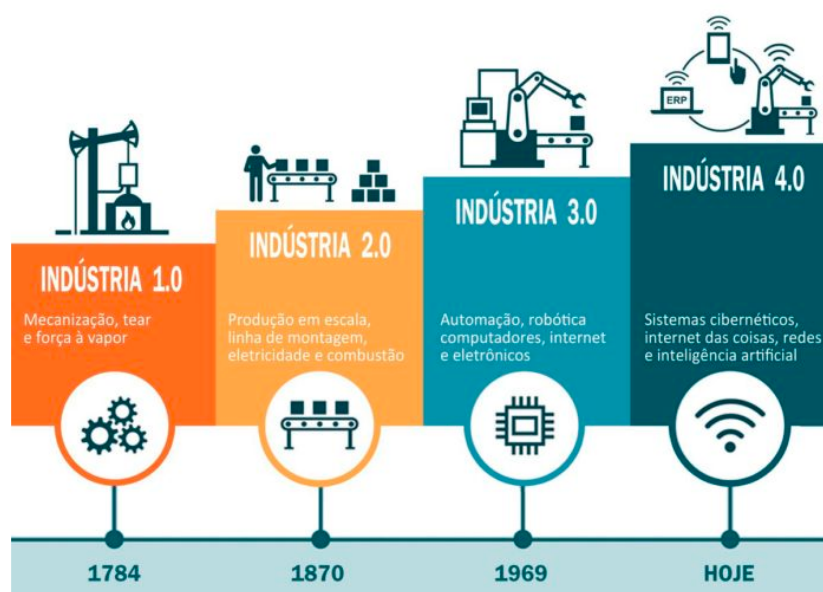 ERP
INDÚSTRIA 1.0
Mecanização, tear
e força à vapor
1784
INDÚSTRIA 2.0
Produção em escala,
linha de montagem,
eletricidade e combustão
1870
INDÚSTRIA 3.0
Automação, robótica
computadores, internet
e eletrônicos
1969
INDÚSTRIA 4.0
Sistemas cibernéticos,
internet das coisas, redes
e inteligência artificial
HOJE